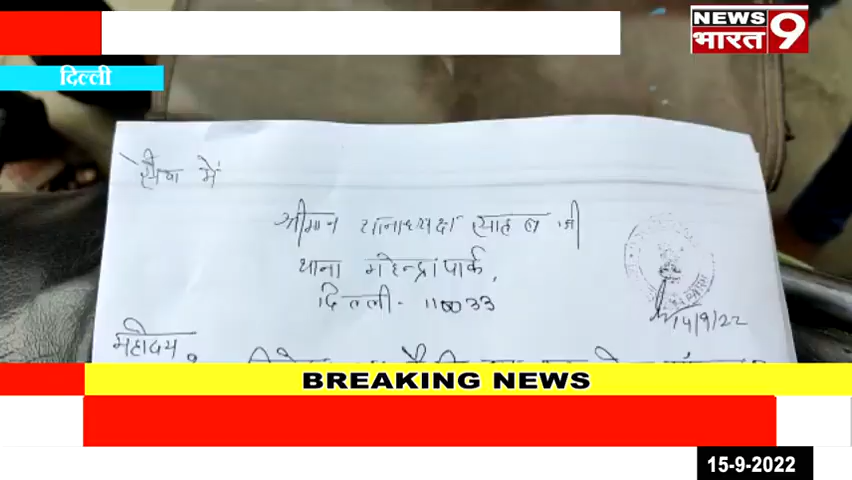 NEWS
भारत 9
दिल्ली
सेवा में
श्रीमान थानाध्यक्ष साहब जी
थाना महेन्द्रा पार्क,
दिल्ली - 110033
14/9/22
महोदय,
BREAKING NEWS
15-9-2022